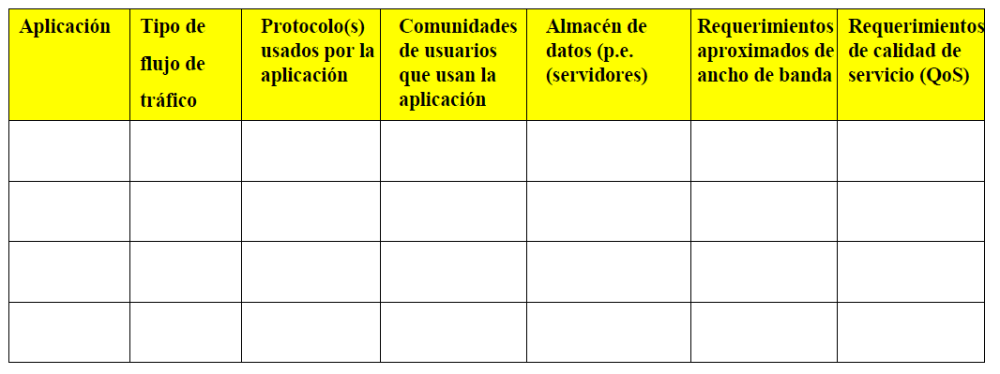 Aplicación
Tipo de
flujo de
tráfico
Protocolo(s)
usados por la
aplicación
Comunidades
de usuarios
que usan la
aplicación
Almacén de
datos (p.e.
(servidores)
Requerimientos
aproximados de
ancho de banda
Requerimientos
de calidad de
servicio (QoS)